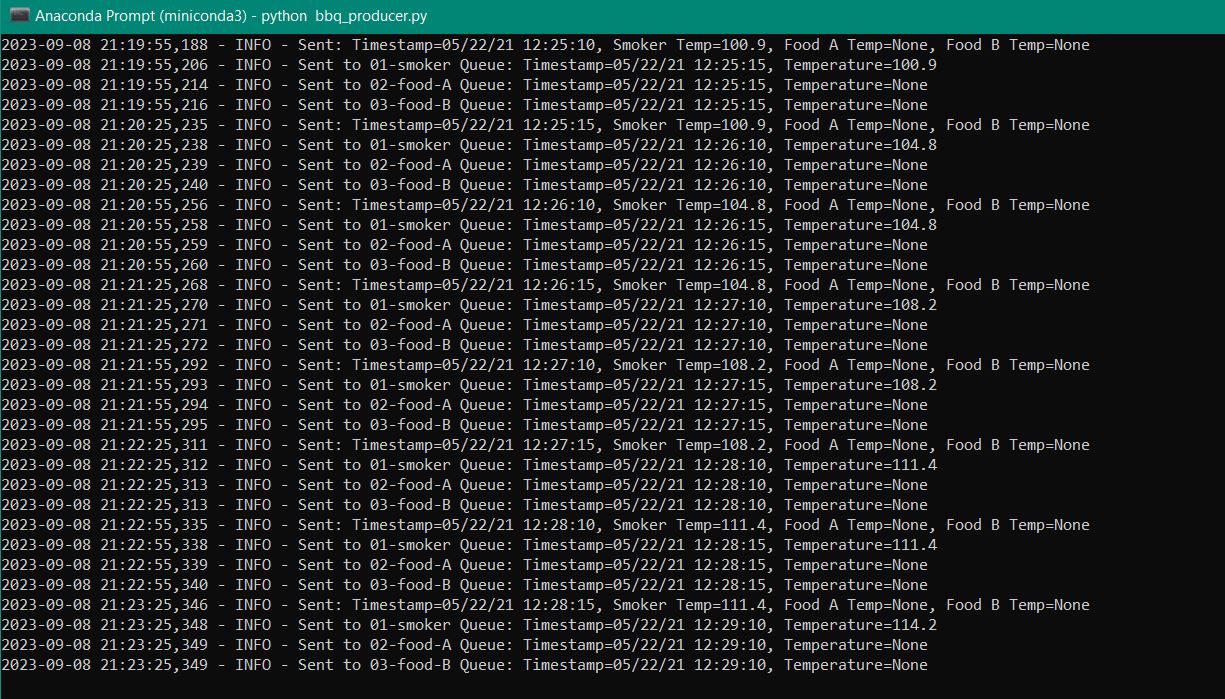 Anaconda Prompt (miniconda3) - python  bbq_producer.py
2023-09-08 21:19:55,188 - INFO - Sent: Timestamp=05/22/21 12:25:10, Smoker Temp=100.9, Food A Temp=None, Food B Temp=None
2023-09-08 21:19:55,206 - INFO - Sent to 01-smoker Queue: Timestamp=05/22/21 12:25:15, Temperature=100.9
2023-09-08 21:19:55,214 - INFO - Sent to 02-food-A Queue: Timestamp=05/22/21 12:25:15, Temperature=None
2023-09-08 21:19:55,216 - INFO - Sent to 03-food-B Queue: Timestamp=05/22/21 12:25:15, Temperature=None
2023-09-08 21:20:25,235 - INFO - Sent: Timestamp=05/22/21 12:25:15, Smoker Temp=100.9, Food A Temp=None, Food B Temp=None
2023-09-08 21:20:25,238 - INFO - Sent to 01-smoker Queue: Timestamp=05/22/21 12:26:10, Temperature=104.8
2023-09-08 21:20:25,239 - INFO - Sent to 02-food-A Queue: Timestamp=05/22/21 12:26:10, Temperature=None
2023-09-08 21:20:25,240 - INFO - Sent to 03-food-B Queue: Timestamp=05/22/21 12:26:10, Temperature=None
2023-09-08 21:20:55,256 - INFO - Sent: Timestamp=05/22/21 12:26:10, Smoker Temp=104.8, Food A Temp=None, Food B Temp=None
2023-09-08 21:20:55,258 - INFO - Sent to 01-smoker Queue: Timestamp=05/22/21 12:26:15, Temperature=104.8
2023-09-08 21:20:55,259 - INFO - Sent to 02-food-A Queue: Timestamp=05/22/21 12:26:15, Temperature=None
2023-09-08 21:20:55,260 - INFO - Sent to 03-food-B Queue: Timestamp=05/22/21 12:26:15, Temperature=None
2023-09-08 21:21:25,268 - INFO - Sent: Timestamp=05/22/21 12:26:15, Smoker Temp=104.8, Food A Temp=None, Food B Temp=None
2023-09-08 21:21:25,270 - INFO - Sent to 01-smoker Queue: Timestamp=05/22/21 12:27:10, Temperature=108.2
2023-09-08 21:21:25,271 - INFO - Sent to 02-food-A Queue: Timestamp=05/22/21 12:27:10, Temperature=None
2023-09-08 21:21:25,272 - INFO - Sent to 03-food-B Queue: Timestamp=05/22/21 12:27:10, Temperature=None
2023-09-08 21:21:55,292 - INFO - Sent: Timestamp=05/22/21 12:27:10, Smoker Temp=108.2, Food A Temp=None, Food B Temp=None
2023-09-08 21:21:55,293 - INFO - Sent to 01-smoker Queue: Timestamp=05/22/21 12:27:15, Temperature=108.2
2023-09-08 21:21:55,294 - INFO - Sent to 02-food-A Queue: Timestamp=05/22/21 12:27:15, Temperature=None
2023-09-08 21:21:55,295 - INFO - Sent to 03-food-B Queue: Timestamp=05/22/21 12:27:15, Temperature=None
2023-09-08 21:22:25,311 - INFO - Sent: Timestamp=05/22/21 12:27:15, Smoker Temp=108.2, Food A Temp=None, Food B Temp=None
2023-09-08 21:22:25,312 - INFO - Sent to 01-smoker Queue: Timestamp=05/22/21 12:28:10, Temperature=111.4
2023-09-08 21:22:25,313 - INFO - Sent to 02-food-A Queue: Timestamp=05/22/21 12:28:10, Temperature=None
2023-09-08 21:22:25,313 - INFO - Sent to 03-food-B Queue: Timestamp=05/22/21 12:28:10, Temperature=None
2023-09-08 21:22:55,335 - INFO - Sent: Timestamp=05/22/21 12:28:10, Smoker Temp=111.4, Food A Temp=None, Food B Temp=None
2023-09-08 21:22:55,338 - INFO - Sent to 01-smoker Queue: Timestamp=05/22/21 12:28:15, Temperature=111.4
2023-09-08 21:22:55,339 - INFO - Sent to 02-food-A Queue: Timestamp=05/22/21 12:28:15, Temperature=None
2023-09-08 21:22:55,340 - INFO - Sent to 03-food-B Queue: Timestamp=05/22/21 12:28:15, Temperature=None
2023-09-08 21:23:25,346 - INFO - Sent: Timestamp=05/22/21 12:28:15, Smoker Temp=111.4, Food A Temp=None, Food B Temp=None
2023-09-08 21:23:25,348 - INFO - Sent to 01-smoker Queue: Timestamp=05/22/21 12:29:10, Temperature=114.2
2023-09-08 21:23:25,349 - INFO - Sent to 02-food-A Queue: Timestamp=05/22/21 12:29:10, Temperature=None
2023-09-08 21:23:25,349 - INFO - Sent to 03-food-B Queue: Timestamp=05/22/21 12:29:10, Temperature=None